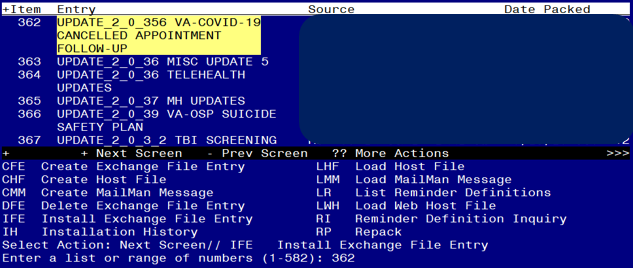 +Item Entry Source Date Packed
362 UPDATE_2_0_356 VA-COVID-19
CANCELLED APPOINTMENT
FOLLOW-UP
363 UPDATE_2_0_36 MISC UPDATE 5
364 UPDATE_2_0_36 TELEHEALTH
UPDATES
365 UPDATE_2_0_37 MH UPDATES
366 UPDATE_2_0_39 VA-OSP SUICIDE
SAFETY PLAN
367 UPDATE_2_0_3_2 TBI SCREENING
+ + Next Screen - Prev Screen ?? More Actions >>>
CFE Create Exchange File Entry LHF Load Host File
CHF Create Host File LMM Load MailMan Message
CMM Create MailMan Message LR List Reminder Definitions
DFE Delete Exchange File Entry LWH Load Web Host File
IFE Install Exchange File Entry RI Reminder Definition Inquiry
IH Installation History RP Repack
Select Action: Next Screen// IFE Install Exchange File Entry
Enter a list or range of numbers (1-582): 362